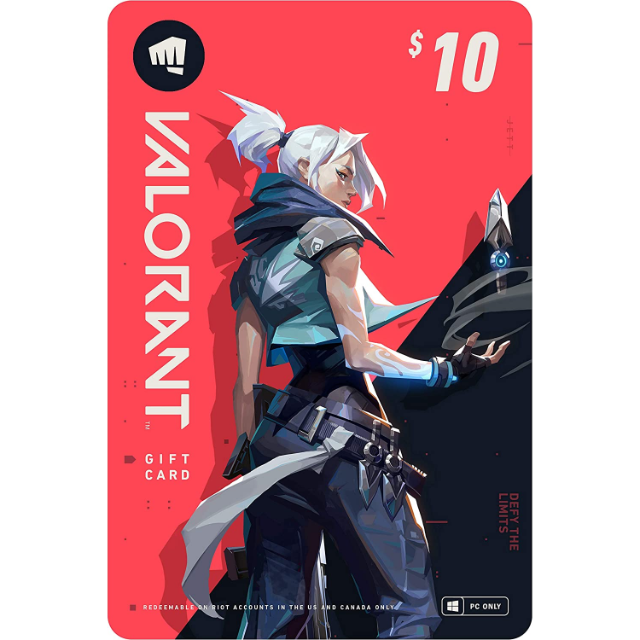 $10
VALORANT
TM
GIFT
CARD
JETT
DEFY THE
LIMITS
REDEEMABLE ON RIOT ACCOUNTS IN THE US AND CANADA ONLY
PC ONLY